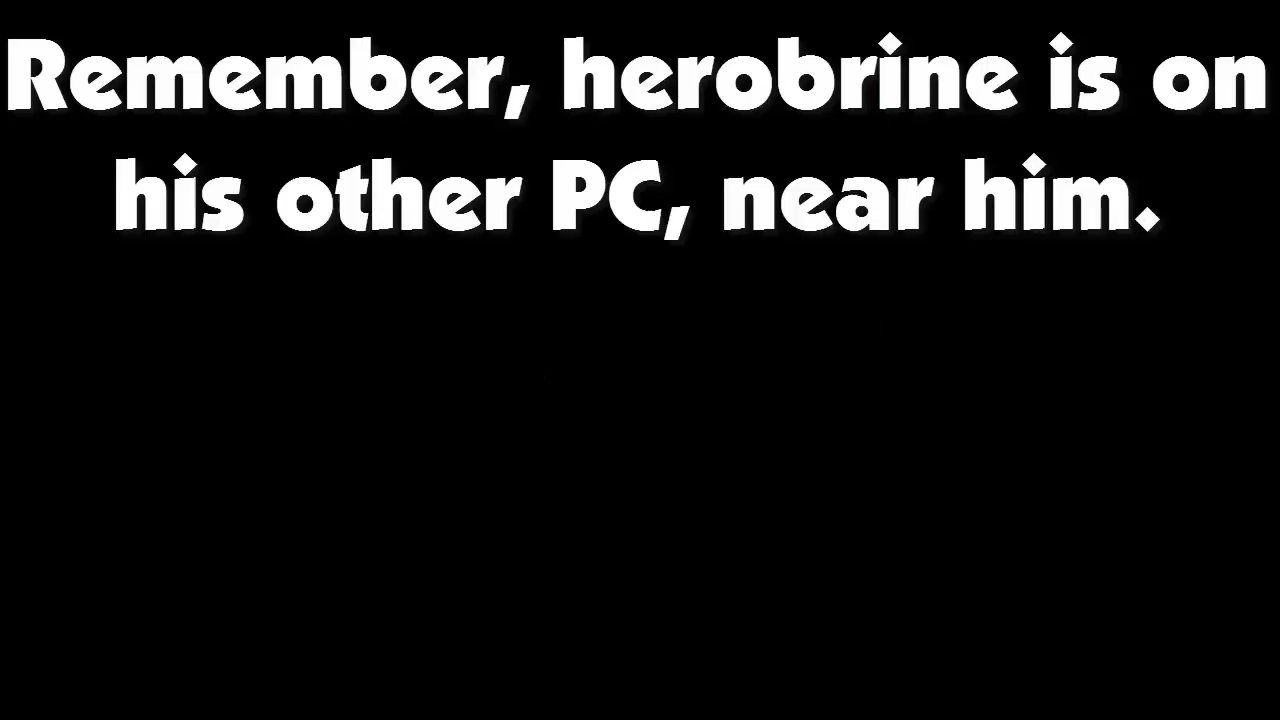 Remember, herobrine is on
his other PC, near him.